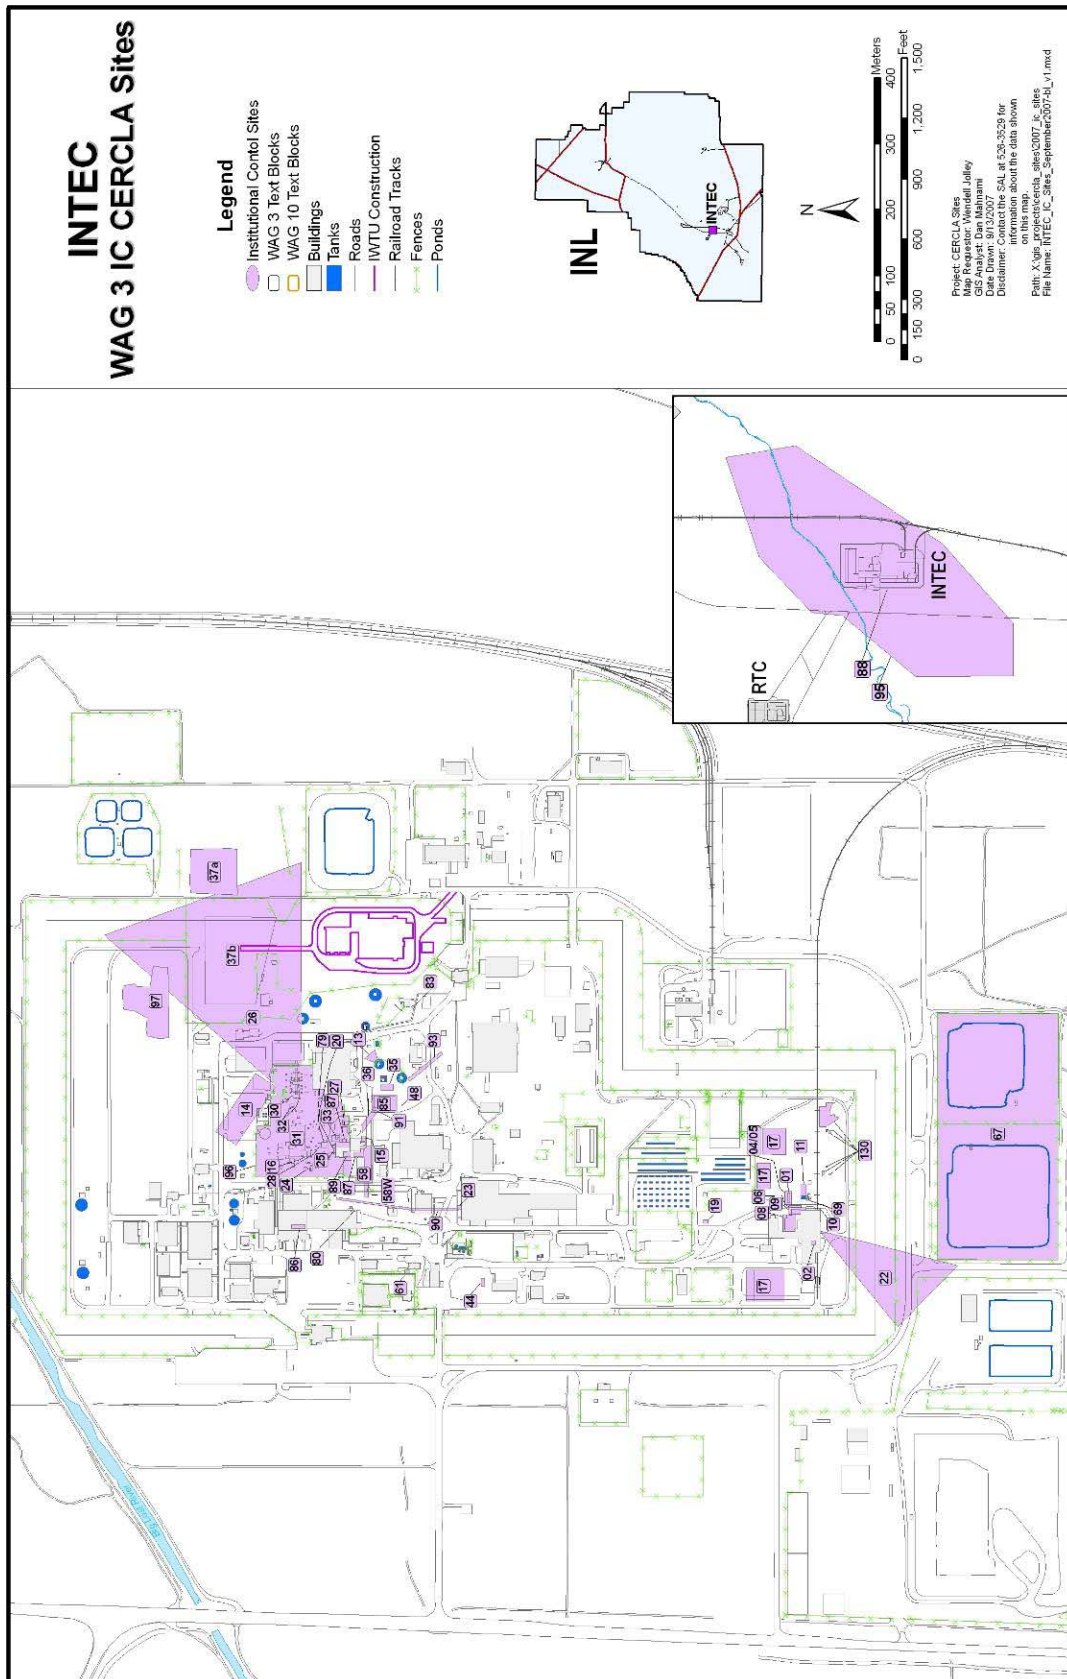 INTEC
WAG 3 IC CERCLA Sites
Legend
Institutional Contol Sites
WAG 3 Text Blocks
WAG 10 Text Blocks
Buildings
Tanks
Roads
IWTU Construction
Railroad Tracks
Fences
Ponds
INL
INTEC
N
0 50 100 200 300 400 Meters
0 150 300 600 900 1,200 1,500 Feet
Project: CERCLA Sites
Map Requestor: Wendell Jolley
GIS Analyst: Dan Mahnami
Date Drawn: 9/13/2007
Disclaimer: Contact the SAL at 526-3529 for
information about the data shown
on this map.
Path: X:\gis_projects\cercla_sites\2007_ic_sites
File Name: INTEC_IC_Sites_September2007-bl_v1.mxd
RTC
INTEC
88
95
Big Lost River
37a
37b
97
26
14
96
30
32
31
28
16
24
25
33
87
27
79
20
13
36
35
83
93
48
85
91
15
58
58W
89
87
90
23
86
80
61
44
19
04/05
17
17
17
11
01
06
08
09
10
69
02
130
22
67